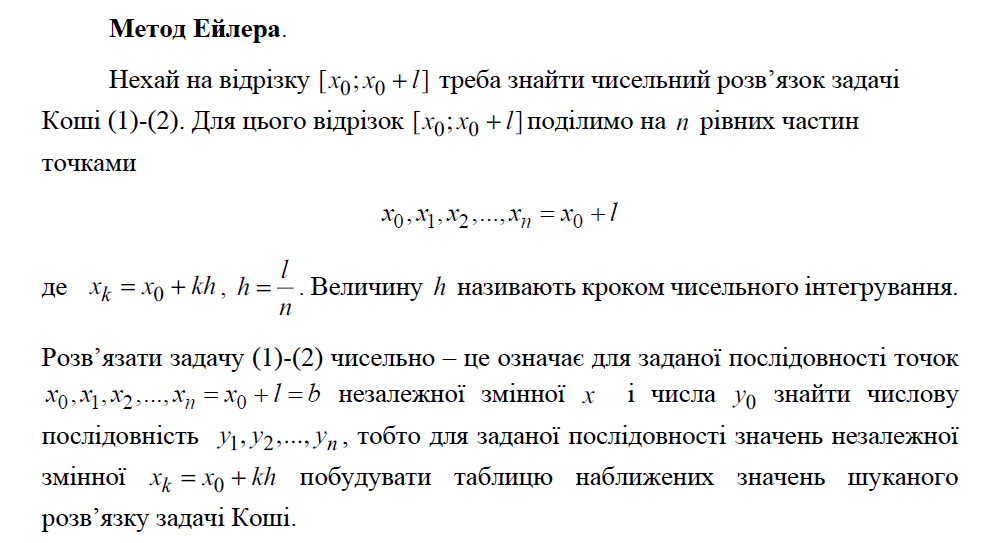 Метод Ейлера.
Нехай на відрізку [x₀; x₀ + l] треба знайти чисельний розв’язок задачі
Коші (1)-(2). Для цього відрізок [x₀; x₀ + l] поділимо на n рівних частин
точками
x₀, x₁, x₂,..., xₙ = x₀ + l
де xₖ = x₀ + kh, h = l/n. Величину h називають кроком чисельного інтегрування.
Розв’язати задачу (1)-(2) чисельно – це означає для заданої послідовності точок
x₀, x₁, x₂,..., xₙ = x₀ + l = b незалежної змінної x і числа y₀ знайти числову
послідовність y₁, y₂,..., yₙ, тобто для заданої послідовності значень незалежної
змінної xₖ = x₀ + kh побудувати таблицю наближених значень шуканого
розв’язку задачі Коші.